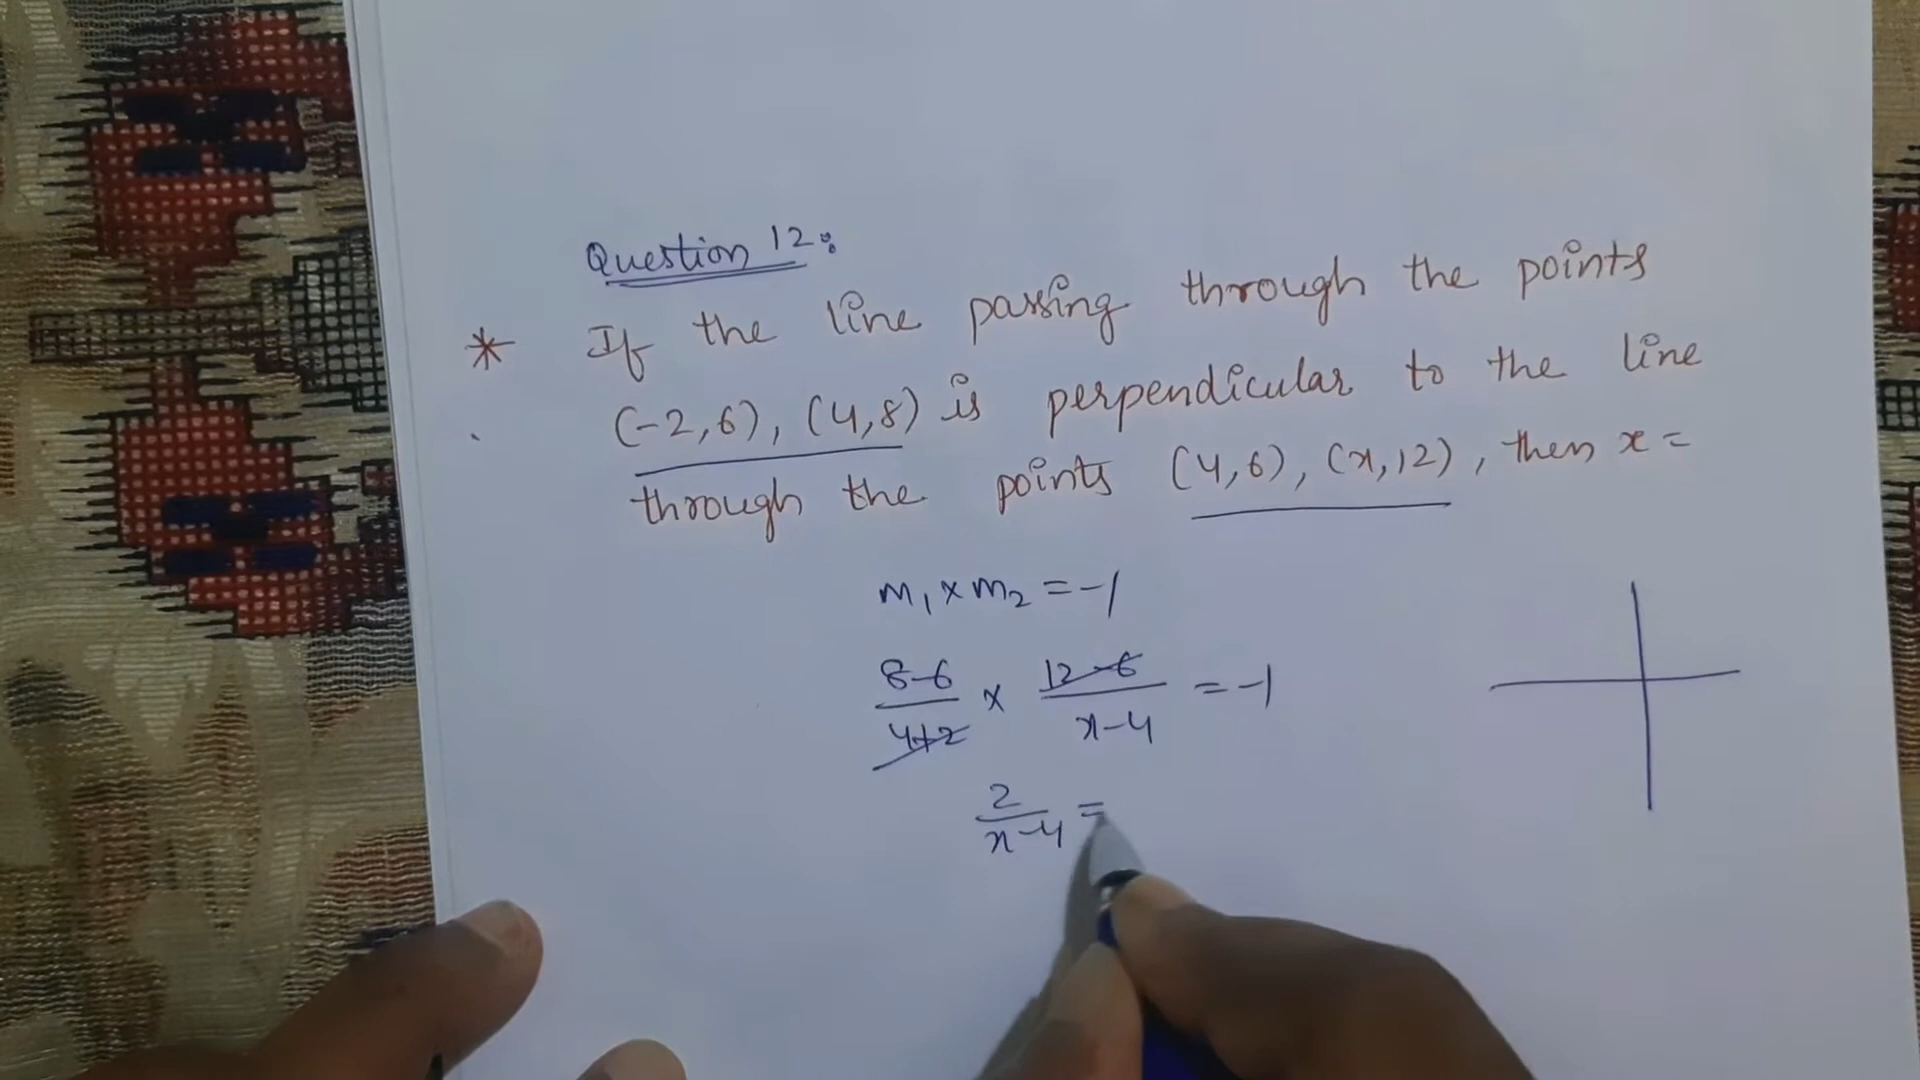 Question 12:
* If the line passing through the points
(-2,6), (4,8) is perpendicular to the line
through the points (4,6), (x,12), then x =
m₁ × m₂ = -1
8-6/4+2 × 12-6/x-4 = -1
2/x-4 =